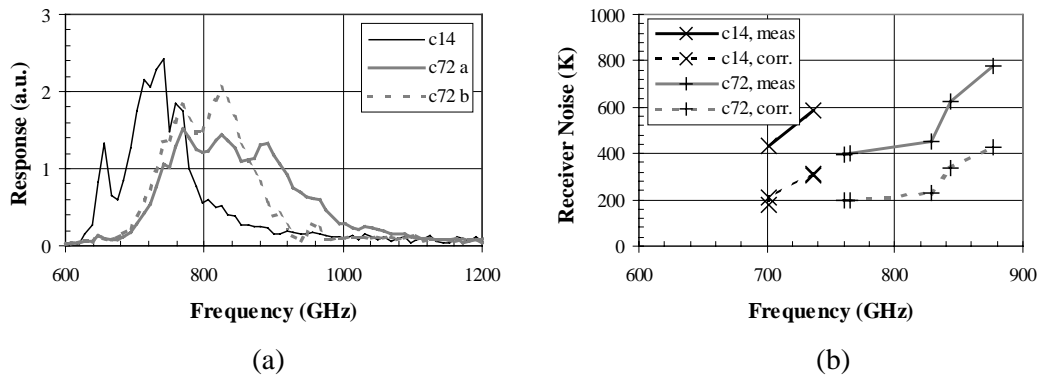 3
2
1
0
Response (a.u.)
c14
c72 a
c72 b
600
800
1000
1200
Frequency (GHz)
(a)
1000
800
600
400
200
0
Receiver Noise (K)
c14, meas
c14, corr.
c72, meas
c72, corr.
600
700
800
900
Frequency (GHz)
(b)